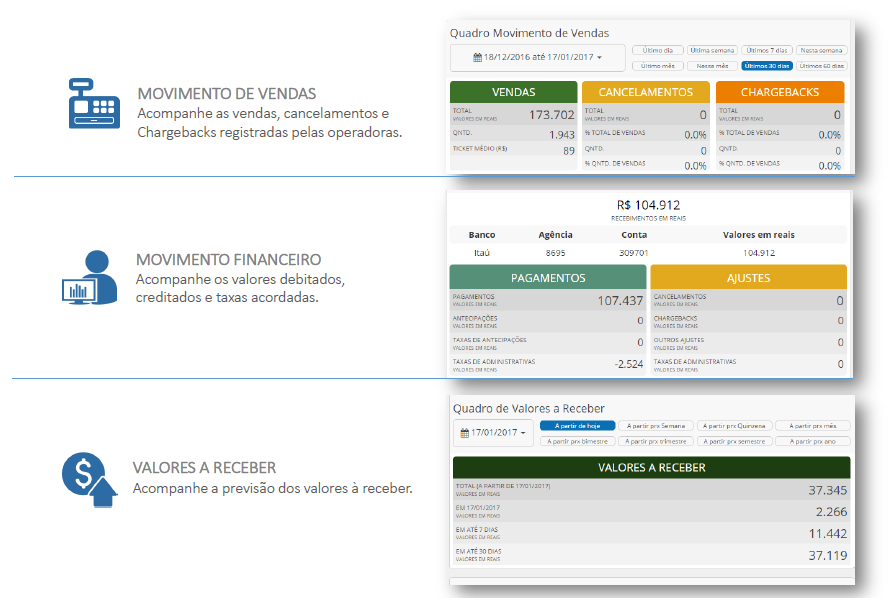 MOVIMENTO DE VENDAS
Acompanhe as vendas, cancelamentos e
Chargebacks registradas pelas operadoras.
Quadro Movimento de Vendas
18/12/2016 até 17/01/2017
Último dia Última semana Últimos 7 dias Nesta semana
Último mês Nesse mês Últimos 30 dias Últimos 60 dias
VENDAS CANCELAMENTOS CHARGEBACKS
TOTAL 173.702 TOTAL 0 TOTAL 0
VALORES EM REAIS VALORES EM REAIS VALORES EM REAIS
QNTD. 1.943 % TOTAL DE VENDAS 0.0% % TOTAL DE VENDAS 0.0%
TICKET MÉDIO (R$) 89 QNTD. 0 QNTD. 0
% QNTD. DE VENDAS 0.0% % QNTD. DE VENDAS 0.0%
MOVIMENTO FINANCEIRO
Acompanhe os valores debitados,
creditados e taxas acordadas.
R$ 104.912
RECEBIMENTOS EM REAIS
Banco Agência Conta Valores em reais
Itaú 8695 309701 104.912
PAGAMENTOS AJUSTES
PAGAMENTOS 107.437 CANCELAMENTOS 0
VALORES EM REAIS VALORES EM REAIS
ANTECIPAÇÕES 0 CHARGEBACKS 0
VALORES EM REAIS VALORES EM REAIS
TAXAS DE ANTECIPAÇÕES 0 OUTROS AJUSTES 0
VALORES EM REAIS VALORES EM REAIS
TAXAS DE ADMINISTRATIVAS -2.524 TAXAS DE ADMINISTRATIVAS 0
VALORES EM REAIS VALORES EM REAIS
VALORES A RECEBER
Acompanhe a previsão dos valores à receber.
Quadro de Valores a Receber
17/01/2017
A partir de hoje A partir prx Semana A partir prx Quinzena A partir prx mês
A partir prx bimestre A partir prx trimestre A partir prx semestre A partir prx ano
VALORES A RECEBER
TOTAL (A PARTIR DE 17/01/2017) 37.345
VALORES EM REAIS
EM 17/01/2017 2.266
VALORES EM REAIS
EM ATÉ 7 DIAS 11.442
VALORES EM REAIS
EM ATÉ 30 DIAS 37.119
VALORES EM REAIS